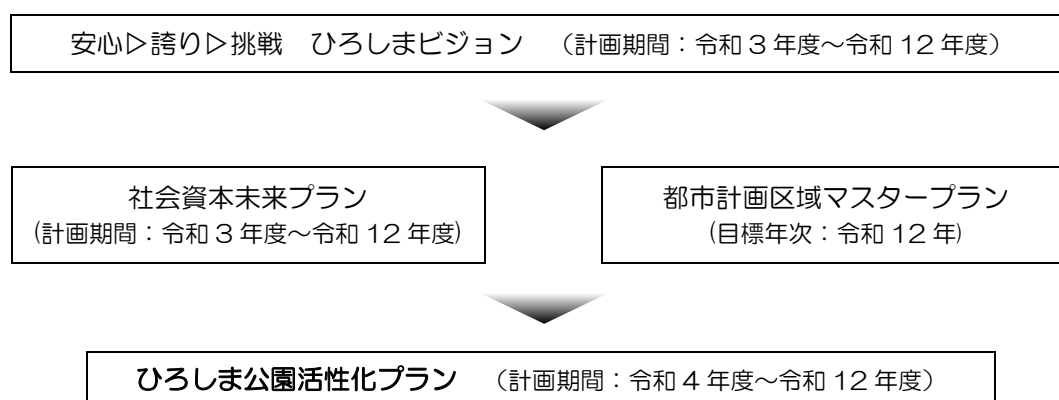 安心▷誇り▷挑戦　ひろしまビジョン　（計画期間：令和３年度～令和 12 年度）
社会資本未来プラン
(計画期間：令和３年度～令和 12 年度)
都市計画区域マスタープラン
(目標年次：令和 12 年)
ひろしま公園活性化プラン　（計画期間：令和４年度～令和 12 年度）